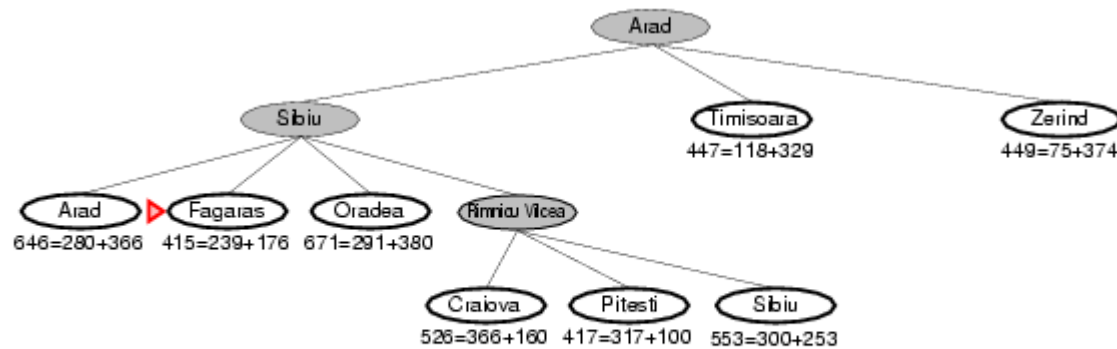 Arad
Sibiu
Timisoara
Zerind
447=118+329
449=75+374
Arad
Fagaras
Oradea
Rimnicu Vilcea
646=280+366
415=239+176
671=291+380
Craiova
Pitesti
Sibiu
526=366+160
417=317+100
553=300+253